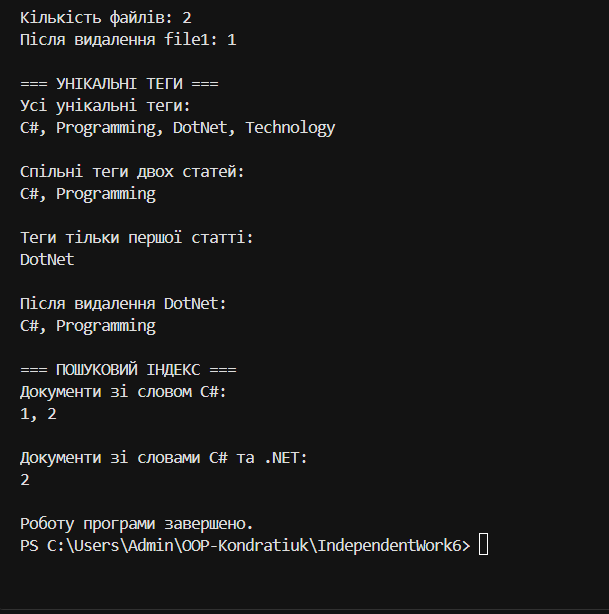 Кількість файлів: 2
Після видалення file1: 1
=== УНІКАЛЬНІ ТЕГИ ===
Усі унікальні теги:
C#, Programming, DotNet, Technology
Спільні теги двох статей:
C#, Programming
Теги тільки першої статті:
DotNet
Після видалення DotNet:
C#, Programming
=== ПОШУКОВИЙ ІНДЕКС ===
Документи зі словом C#:
1, 2
Документи зі словами C# та .NET:
2
Роботу програми завершено.
PS C:\Users\Admin\OOP-Kondratiuk\IndependentWork6>